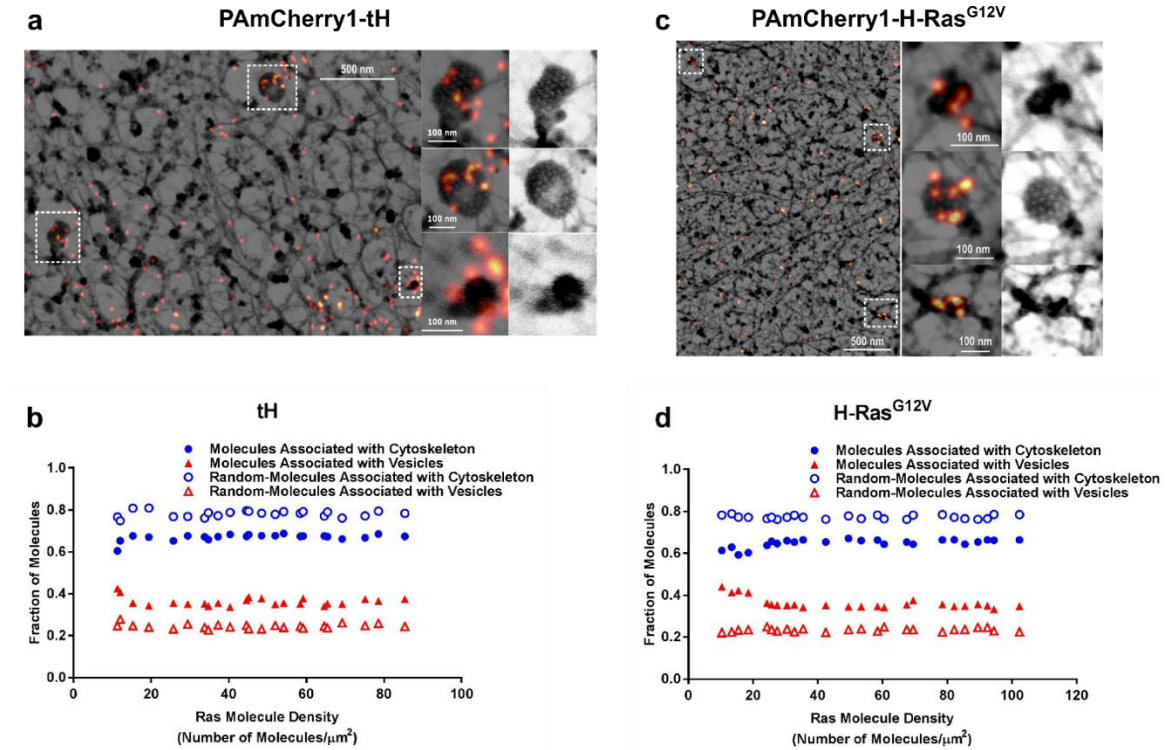 a
PAmCherry1-tH
500 nm
100 nm
100 nm
100 nm
c
PAmCherry1-H-Ras^G12V
500 nm
100 nm
100 nm
100 nm
b
tH
Molecules Associated with Cytoskeleton
Molecules Associated with Vesicles
Random-Molecules Associated with Cytoskeleton
Random-Molecules Associated with Vesicles
Fraction of Molecules
1.0
0.8
0.6
0.4
0.2
0.0
0 20 40 60 80 100
Ras Molecule Density
(Number of Molecules/μm²)
d
H-Ras^G12V
Molecules Associated with Cytoskeleton
Molecules Associated with Vesicles
Random-Molecules Associated with Cytoskeleton
Random-Molecules Associated with Vesicles
Fraction of Molecules
1.0
0.8
0.6
0.4
0.2
0.0
0 20 40 60 80 100 120
Ras Molecule Density
(Number of Molecules/μm²)